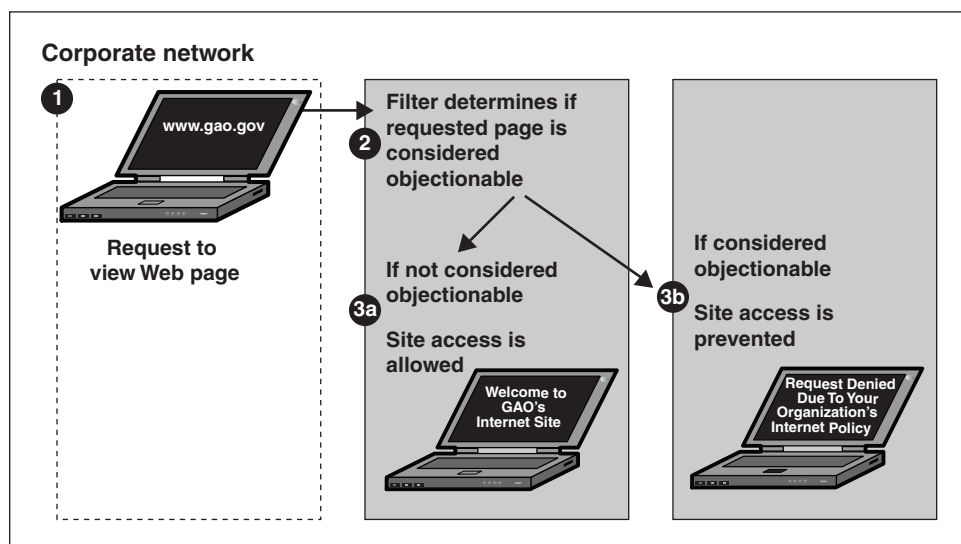 Corporate network
1
www.gao.gov
Request to
view Web page
2
Filter determines if
requested page is
considered
objectionable
3a
If not considered
objectionable
Site access is
allowed
Welcome to
GAO's
Internet Site
3b
If considered
objectionable
Site access is
prevented
Request Denied
Due To Your
Organization's
Internet Policy